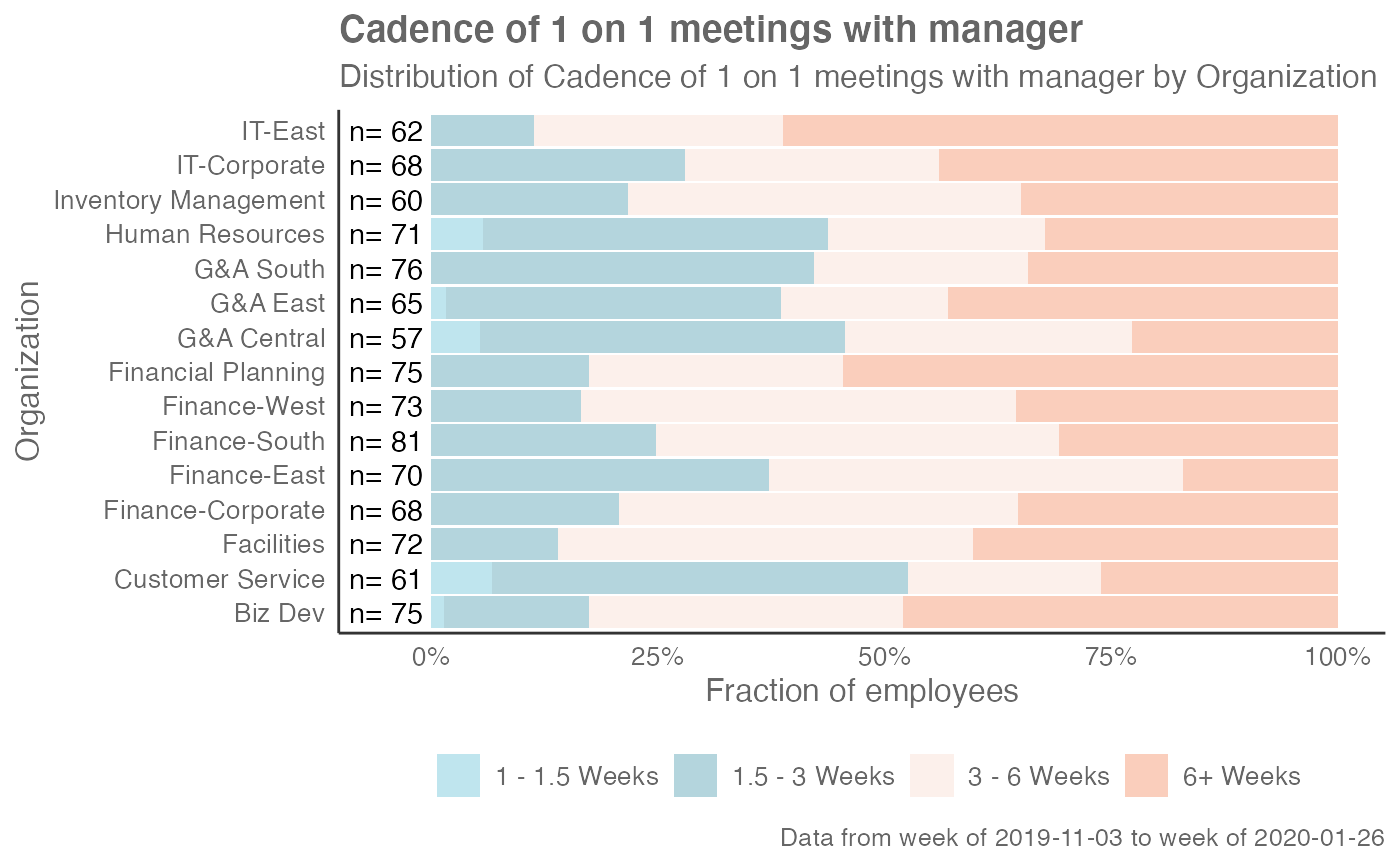 Cadence of 1 on 1 meetings with manager
Distribution of Cadence of 1 on 1 meetings with manager by Organization
Organization
IT-East n= 62
IT-Corporate n= 68
Inventory Management n= 60
Human Resources n= 71
G&A South n= 76
G&A East n= 65
G&A Central n= 57
Financial Planning n= 75
Finance-West n= 73
Finance-South n= 81
Finance-East n= 70
Finance-Corporate n= 68
Facilities n= 72
Customer Service n= 61
Biz Dev n= 75
0% 25% 50% 75% 100%
Fraction of employees
1 - 1.5 Weeks 1.5 - 3 Weeks 3 - 6 Weeks 6+ Weeks
Data from week of 2019-11-03 to week of 2020-01-26